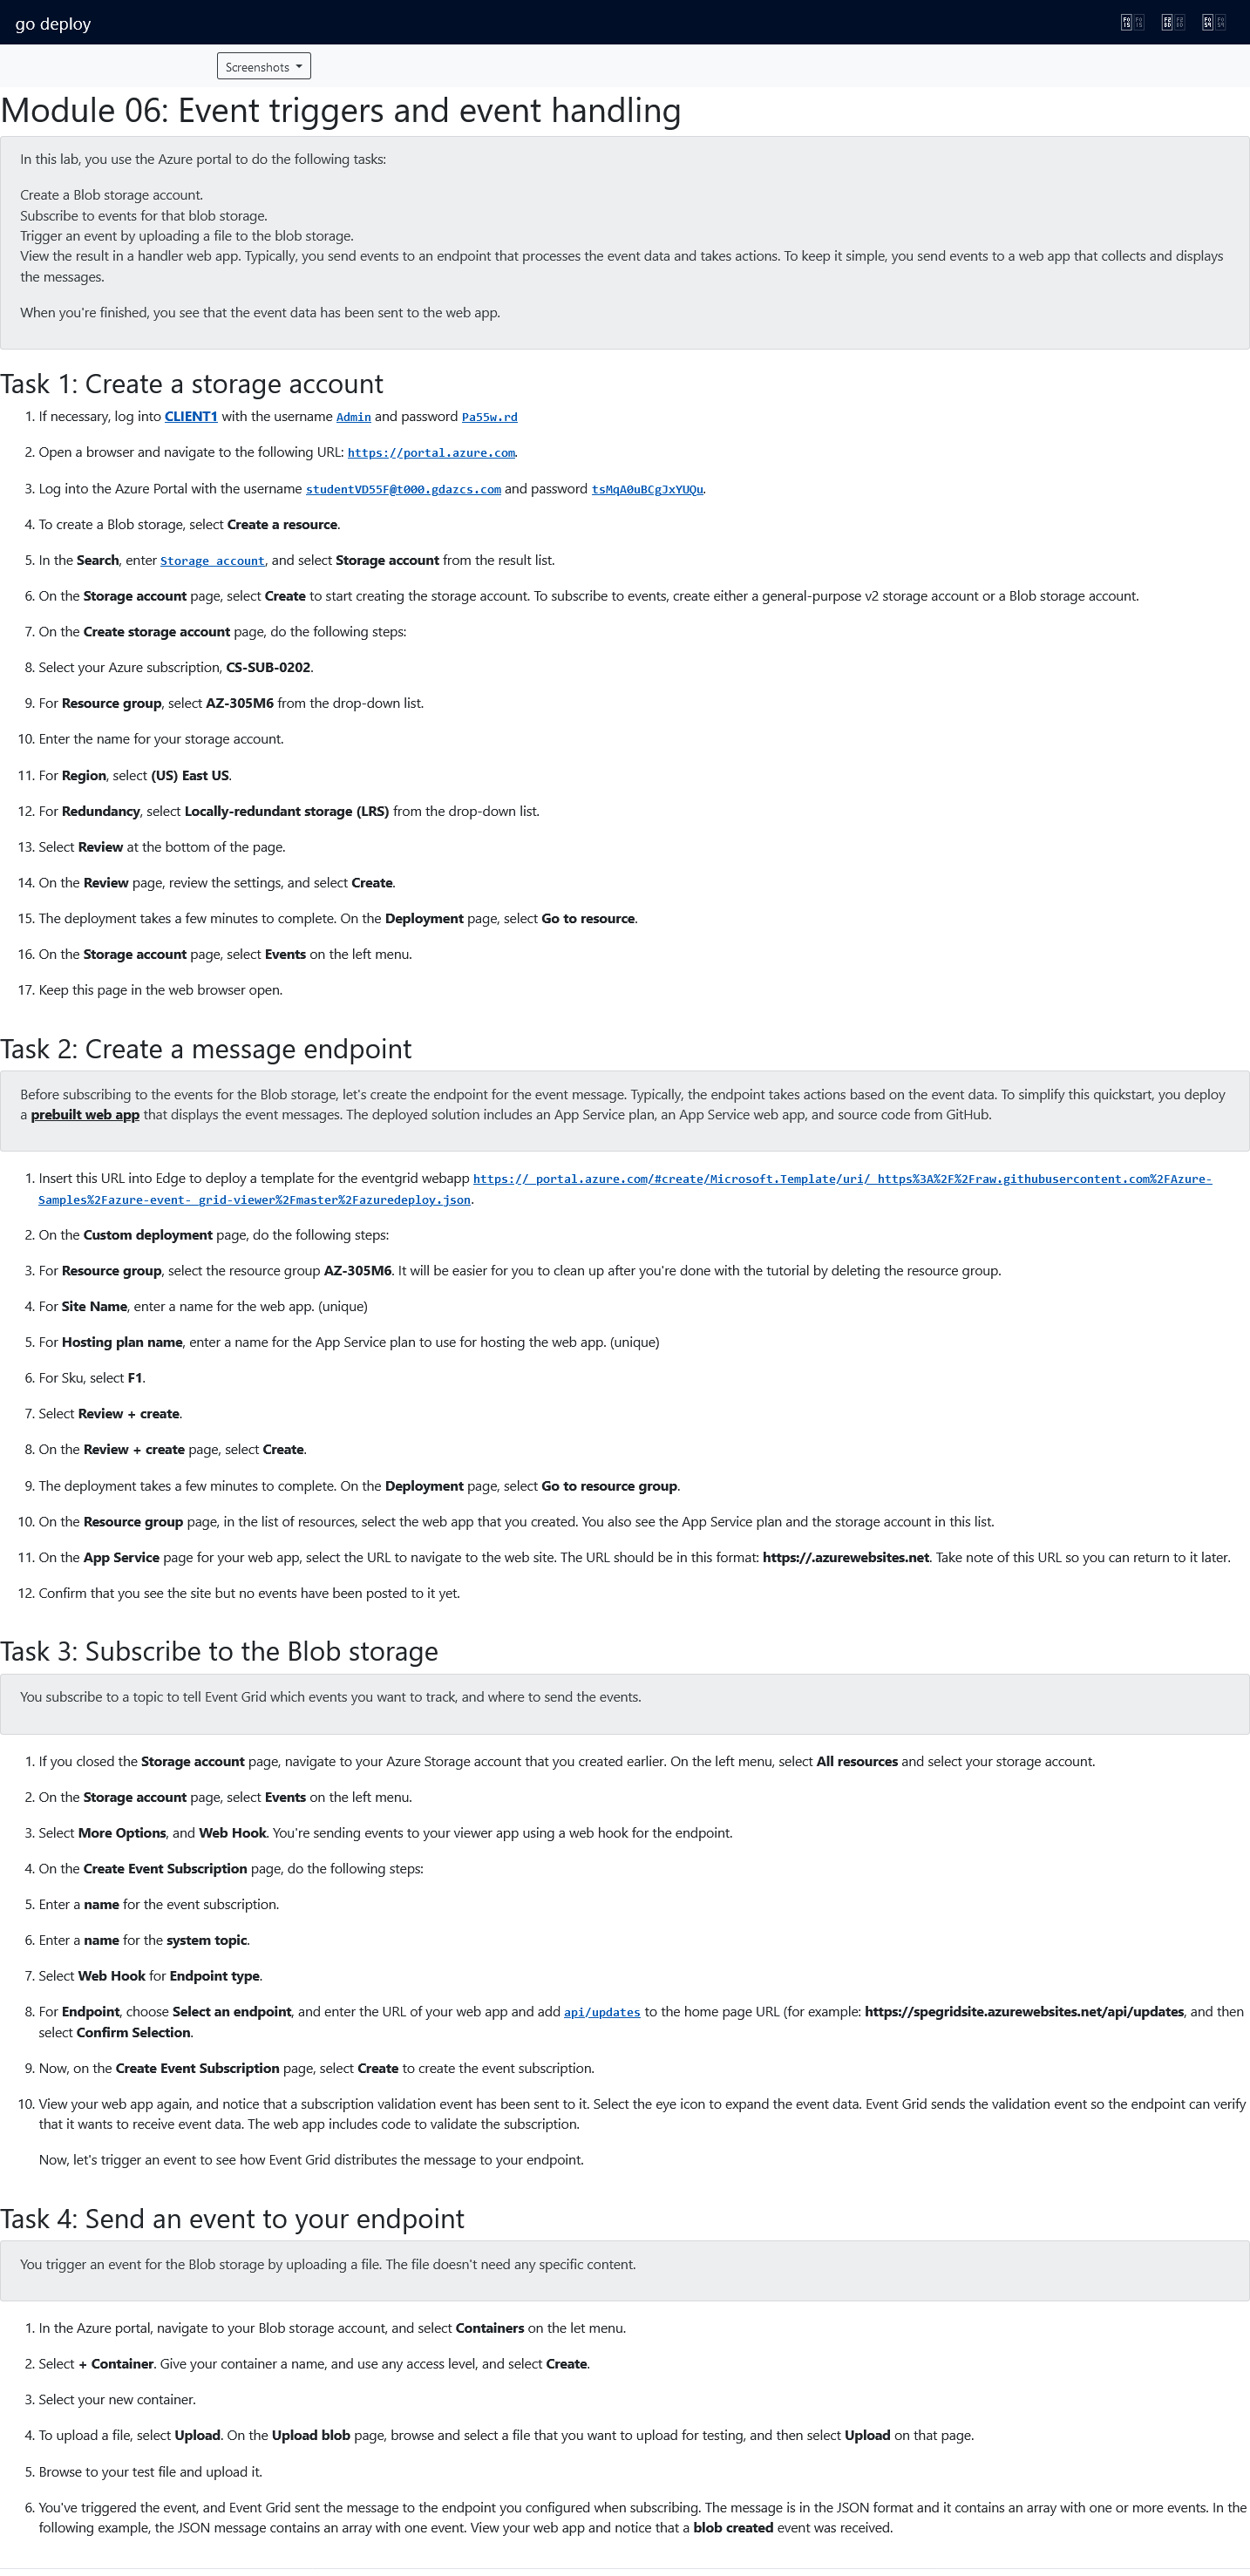 go deploy
Screenshots
Module 06: Event triggers and event handling
In this lab, you use the Azure portal to do the following tasks:
Create a Blob storage account.
Subscribe to events for that blob storage.
Trigger an event by uploading a file to the blob storage.
View the result in a handler web app. Typically, you send events to an endpoint that processes the event data and takes actions. To keep it simple, you send events to a web app that collects and displays
the messages.
When you're finished, you see that the event data has been sent to the web app.
Task 1: Create a storage account
1. If necessary, log into CLIENT1 with the username Admin and password Pa55w.rd
2. Open a browser and navigate to the following URL: https://portal.azure.com.
3. Log into the Azure Portal with the username studentVD55F@t000.gdazcs.com and password tsMqA0uBCgJxYUQu.
4. To create a Blob storage, select Create a resource.
5. In the Search, enter Storage account, and select Storage account from the result list.
6. On the Storage account page, select Create to start creating the storage account. To subscribe to events, create either a general-purpose v2 storage account or a Blob storage account.
7. On the Create storage account page, do the following steps:
8. Select your Azure subscription, CS-SUB-0202.
9. For Resource group, select AZ-305M6 from the drop-down list.
10. Enter the name for your storage account.
11. For Region, select (US) East US.
12. For Redundancy, select Locally-redundant storage (LRS) from the drop-down list.
13. Select Review at the bottom of the page.
14. On the Review page, review the settings, and select Create.
15. The deployment takes a few minutes to complete. On the Deployment page, select Go to resource.
16. On the Storage account page, select Events on the left menu.
17. Keep this page in the web browser open.
Task 2: Create a message endpoint
Before subscribing to the events for the Blob storage, let's create the endpoint for the event message. Typically, the endpoint takes actions based on the event data. To simplify this quickstart, you deploy
a prebuilt web app that displays the event messages. The deployed solution includes an App Service plan, an App Service web app, and source code from GitHub.
1. Insert this URL into Edge to deploy a template for the eventgrid webapp https:// portal.azure.com/#create/Microsoft.Template/uri/ https%3A%2F%2Fraw.githubusercontent.com%2FAzure-
Samples%2Fazure-event- grid-viewer%2Fmaster%2Fazuredeploy.json.
2. On the Custom deployment page, do the following steps:
3. For Resource group, select the resource group AZ-305M6. It will be easier for you to clean up after you're done with the tutorial by deleting the resource group.
4. For Site Name, enter a name for the web app. (unique)
5. For Hosting plan name, enter a name for the App Service plan to use for hosting the web app. (unique)
6. For Sku, select F1.
7. Select Review + create.
8. On the Review + create page, select Create.
9. The deployment takes a few minutes to complete. On the Deployment page, select Go to resource group.
10. On the Resource group page, in the list of resources, select the web app that you created. You also see the App Service plan and the storage account in this list.
11. On the App Service page for your web app, select the URL to navigate to the web site. The URL should be in this format: https://.azurewebsites.net. Take note of this URL so you can return to it later.
12. Confirm that you see the site but no events have been posted to it yet.
Task 3: Subscribe to the Blob storage
You subscribe to a topic to tell Event Grid which events you want to track, and where to send the events.
1. If you closed the Storage account page, navigate to your Azure Storage account that you created earlier. On the left menu, select All resources and select your storage account.
2. On the Storage account page, select Events on the left menu.
3. Select More Options, and Web Hook. You're sending events to your viewer app using a web hook for the endpoint.
4. On the Create Event Subscription page, do the following steps:
5. Enter a name for the event subscription.
6. Enter a name for the system topic.
7. Select Web Hook for Endpoint type.
8. For Endpoint, choose Select an endpoint, and enter the URL of your web app and add api/updates to the home page URL (for example: https://spegridsite.azurewebsites.net/api/updates, and then
select Confirm Selection.
9. Now, on the Create Event Subscription page, select Create to create the event subscription.
10. View your web app again, and notice that a subscription validation event has been sent to it. Select the eye icon to expand the event data. Event Grid sends the validation event so the endpoint can verify
that it wants to receive event data. The web app includes code to validate the subscription.
Now, let's trigger an event to see how Event Grid distributes the message to your endpoint.
Task 4: Send an event to your endpoint
You trigger an event for the Blob storage by uploading a file. The file doesn't need any specific content.
1. In the Azure portal, navigate to your Blob storage account, and select Containers on the let menu.
2. Select + Container. Give your container a name, and use any access level, and select Create.
3. Select your new container.
4. To upload a file, select Upload. On the Upload blob page, browse and select a file that you want to upload for testing, and then select Upload on that page.
5. Browse to your test file and upload it.
6. You've triggered the event, and Event Grid sent the message to the endpoint you configured when subscribing. The message is in the JSON format and it contains an array with one or more events. In the
following example, the JSON message contains an array with one event. View your web app and notice that a blob created event was received.